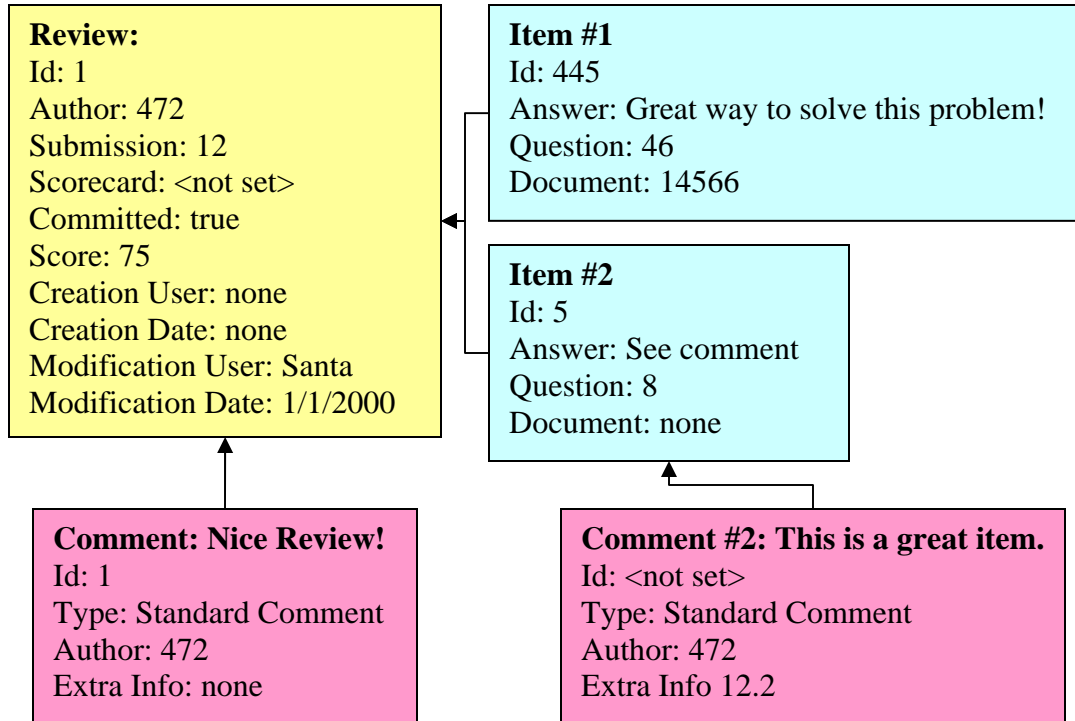 Review:
Id: 1
Author: 472
Submission: 12
Scorecard: <not set>
Committed: true
Score: 75
Creation User: none
Creation Date: none
Modification User: Santa
Modification Date: 1/1/2000
Item #1
Id: 445
Answer: Great way to solve this problem!
Question: 46
Document: 14566
Item #2
Id: 5
Answer: See comment
Question: 8
Document: none
Comment: Nice Review!
Id: 1
Type: Standard Comment
Author: 472
Extra Info: none
Comment #2: This is a great item.
Id: <not set>
Type: Standard Comment
Author: 472
Extra Info 12.2